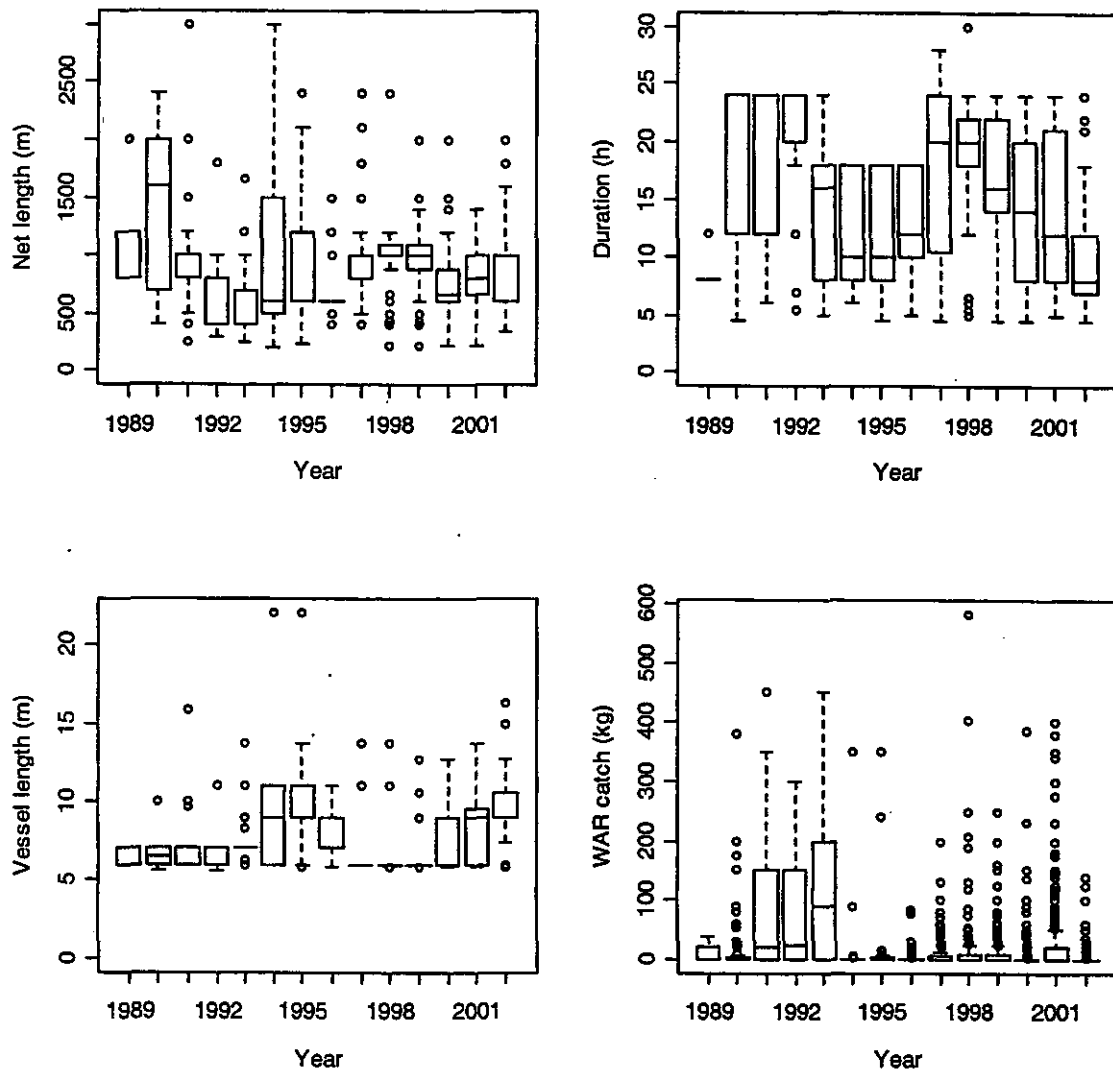 Net length (m)
0 500 1500 2500
1989 1992 1995 1998 2001
Year
Duration (h)
0 5 10 15 20 25 30
1989 1992 1995 1998 2001
Year
Vessel length (m)
0 5 10 15 20
1989 1992 1995 1998 2001
Year
WAR catch (kg)
0 100 200 300 400 500 600
1989 1992 1995 1998 2001
Year